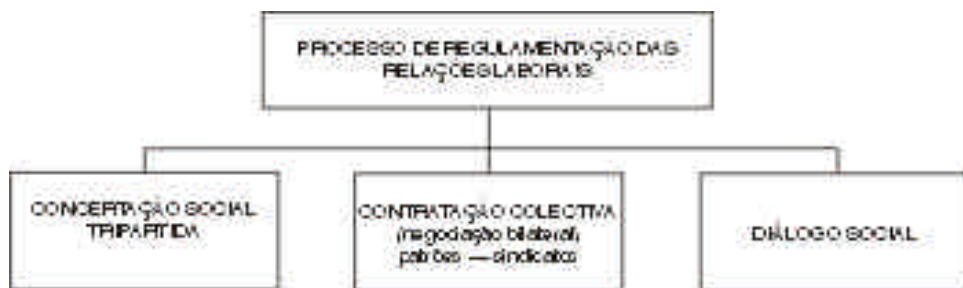 PROCESSO DE REGULAMENTAÇÃO DAS
RELAÇÕES LABORAIS
CONCERTAÇÃO SOCIAL
TRIPARTIDA
CONTRATAÇÃO COLECTIVA
(negociação bilateral)
patrões — sindicatos
DIÁLOGO SOCIAL